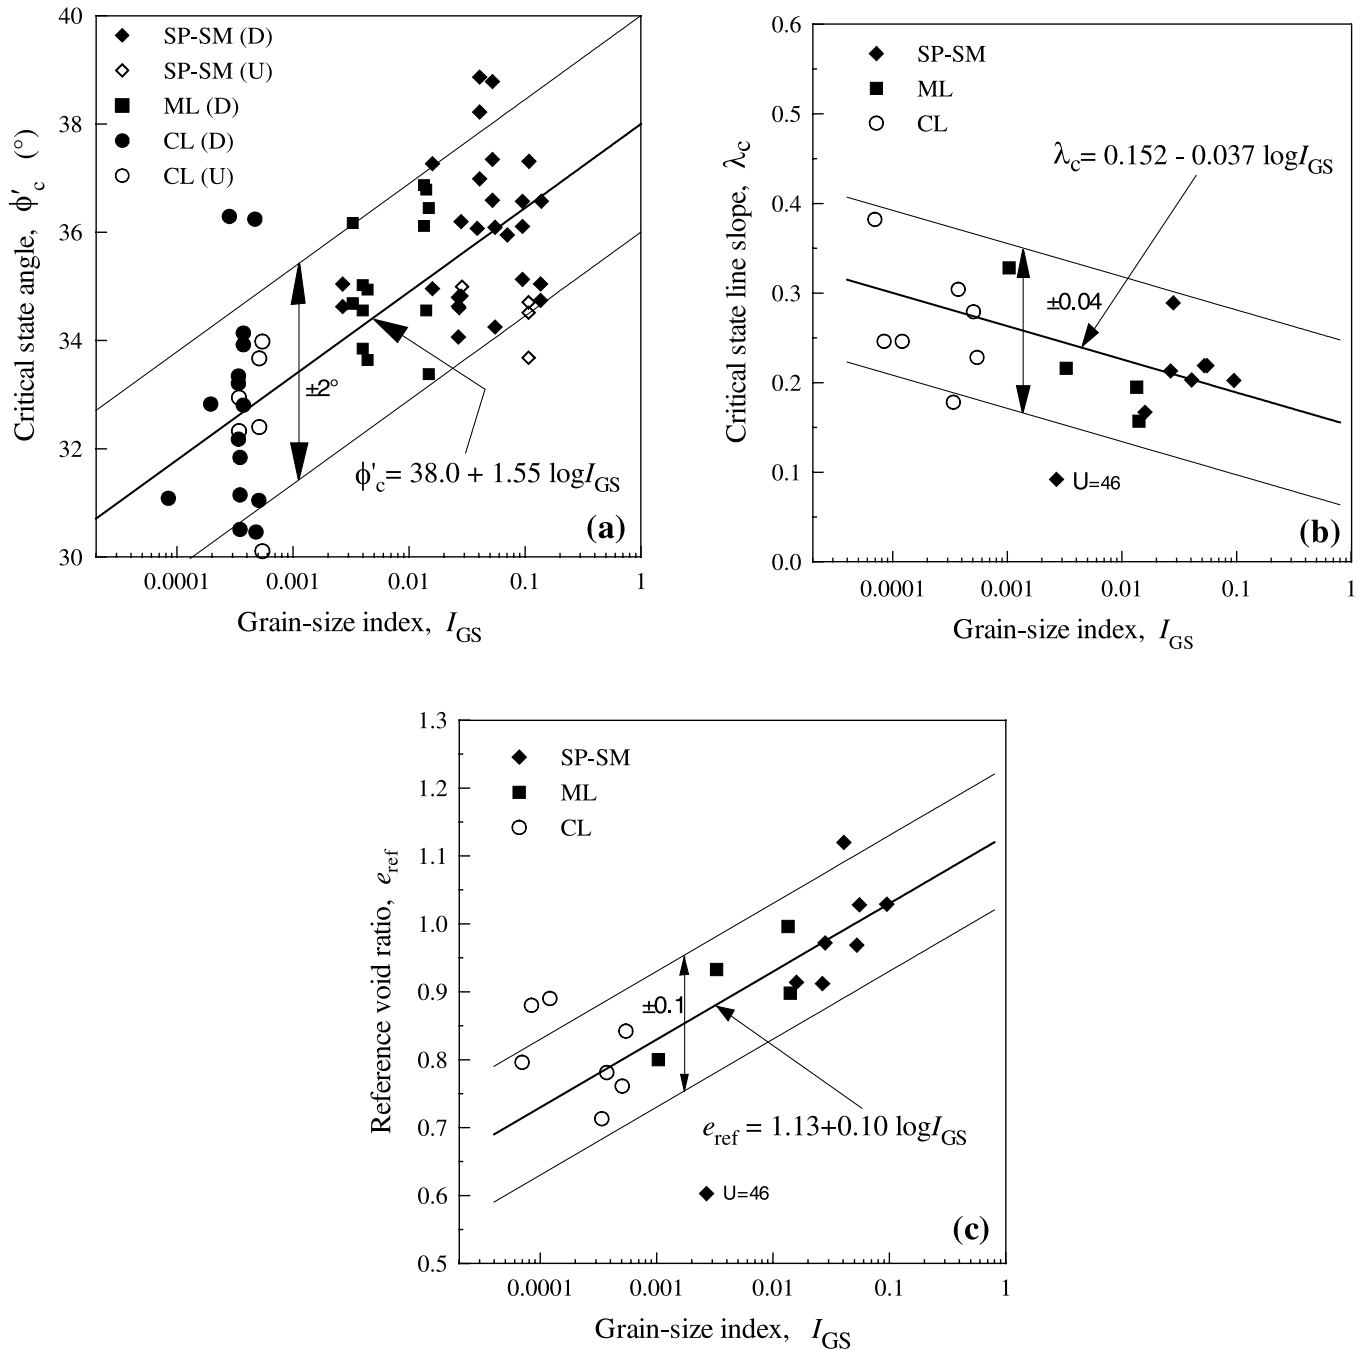 40
38
36
34
32
30
Critical state angle, ϕ′c (°)
SP-SM (D)
SP-SM (U)
ML (D)
CL (D)
CL (U)
±2°
ϕ′c= 38.0 + 1.55 logIGS
(a)
0.0001 0.001 0.01 0.1 1
Grain-size index, IGS
0.6
0.5
0.4
0.3
0.2
0.1
0.0
Critical state line slope, λc
SP-SM
ML
CL
λc= 0.152 - 0.037 logIGS
±0.04
U=46
(b)
0.0001 0.001 0.01 0.1 1
Grain-size index, IGS
1.3
1.2
1.1
1.0
0.9
0.8
0.7
0.6
0.5
Reference void ratio, eref
SP-SM
ML
CL
±0.1
eref = 1.13+0.10 logIGS
U=46
(c)
0.0001 0.001 0.01 0.1 1
Grain-size index, IGS